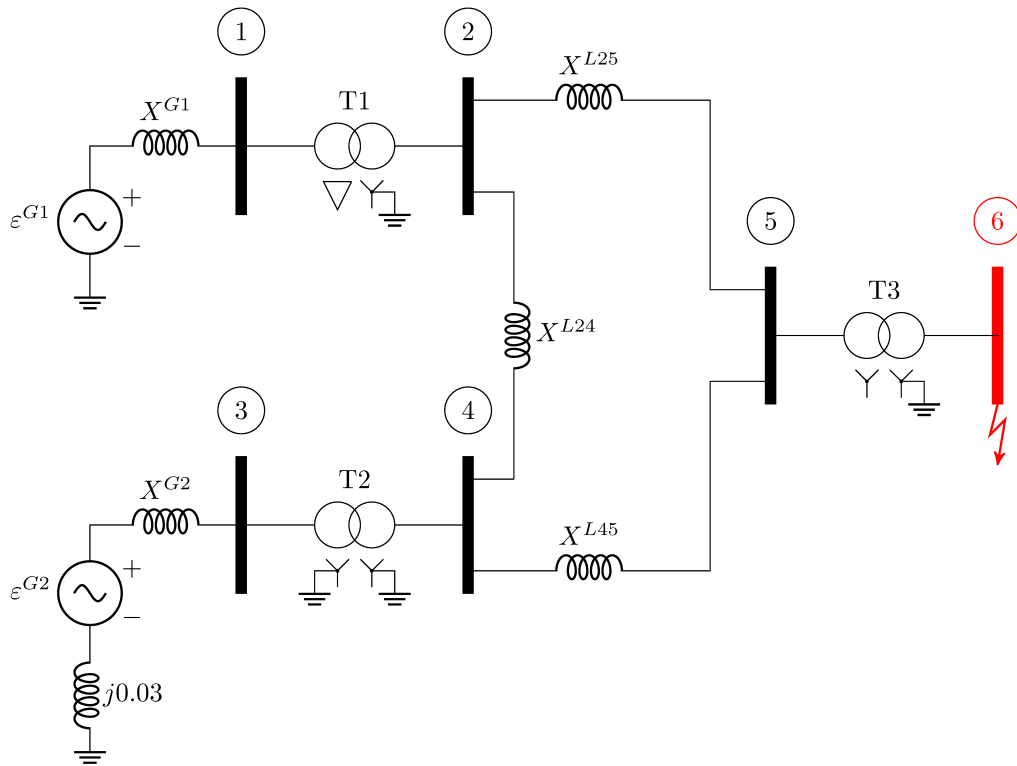 1
2
X^{L25}
X^{G1}
T1
ε^{G1}
+
−
5
6
T3
X^{L24}
3
4
X^{G2}
T2
X^{L45}
ε^{G2}
+
−
j0.03